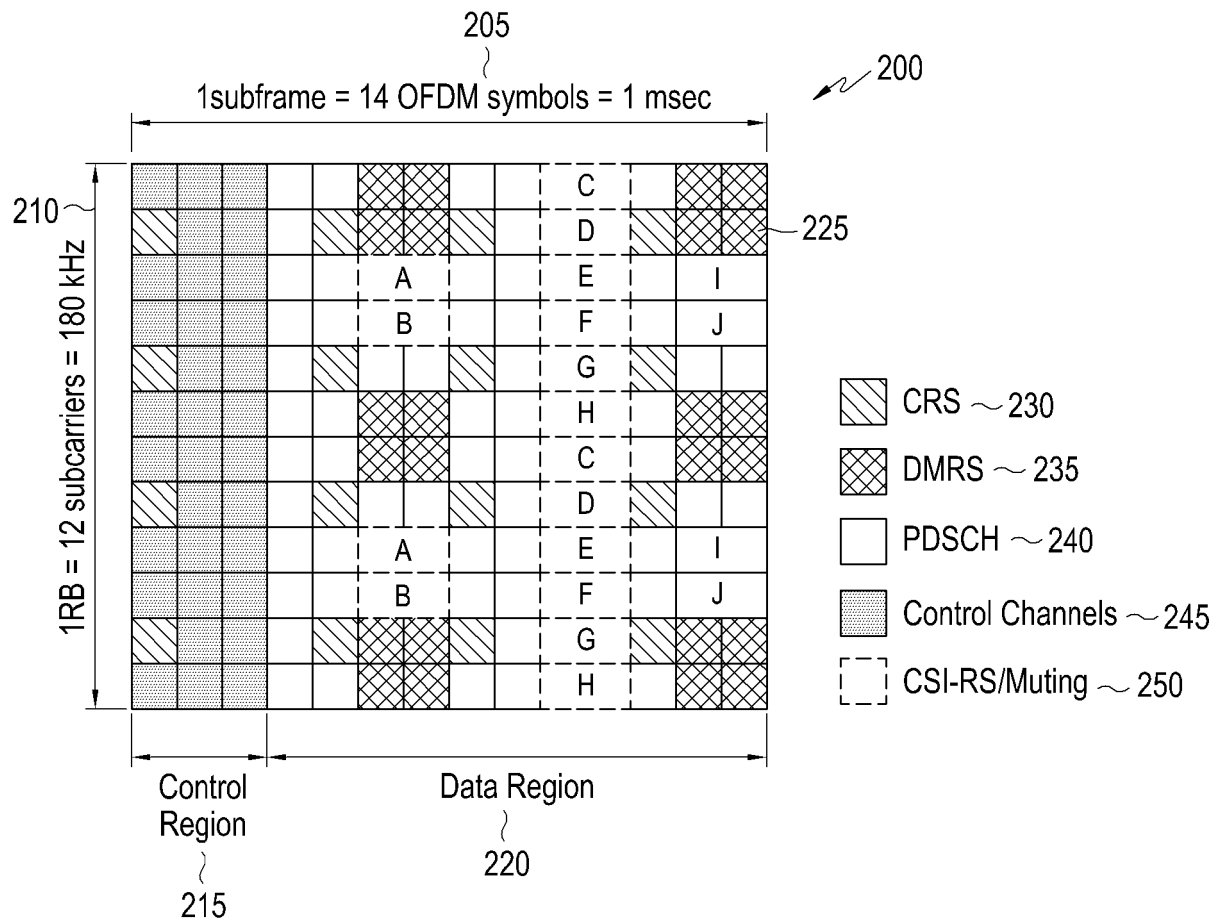 205
200
1subframe = 14 OFDM symbols = 1 msec
210
1RB = 12 subcarriers = 180 kHz
C
D
225
A E I
B F J
G
H
C
D
A E I
B F J
G
H
CRS ~ 230
DMRS ~ 235
PDSCH ~ 240
Control Channels ~ 245
CSI-RS/Muting ~ 250
Control
Region
215
Data Region
220